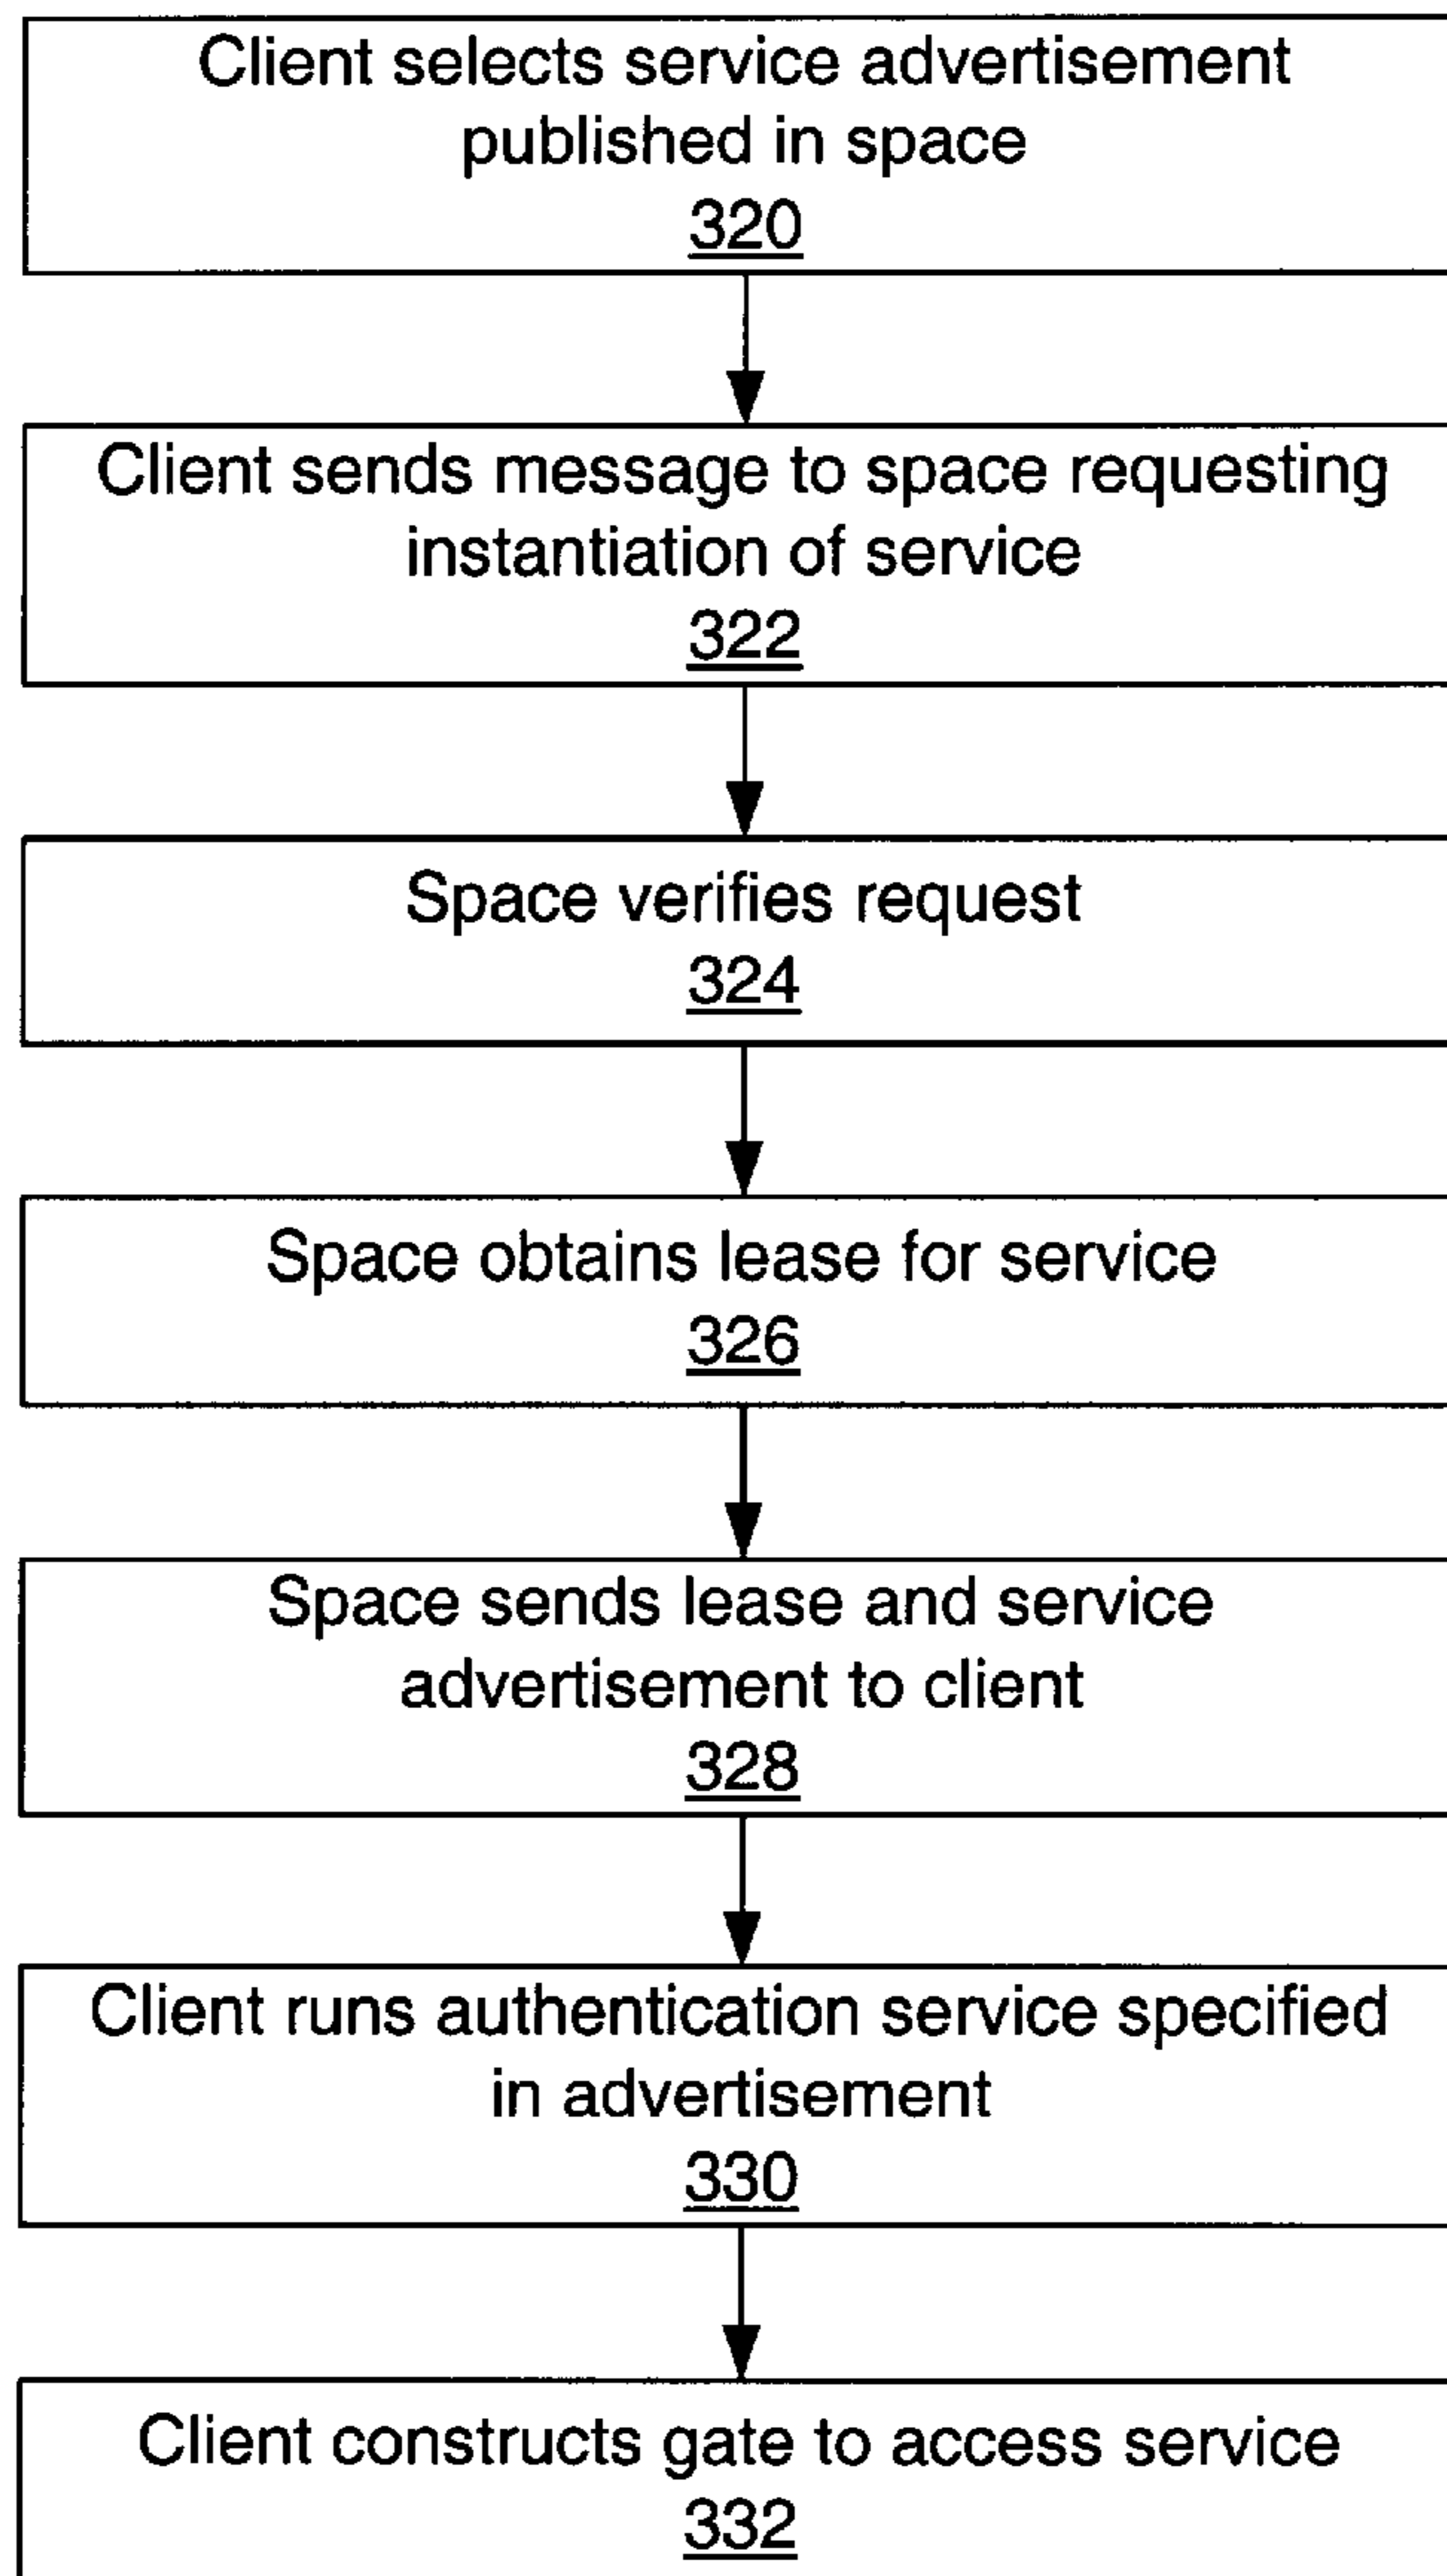 Client selects service advertisement
published in space
320
Client sends message to space requesting
instantiation of service
322
Space verifies request
324
Space obtains lease for service
326
Space sends lease and service
advertisement to client
328
Client runs authentication service specified
in advertisement
330
Client constructs gate to access service
332